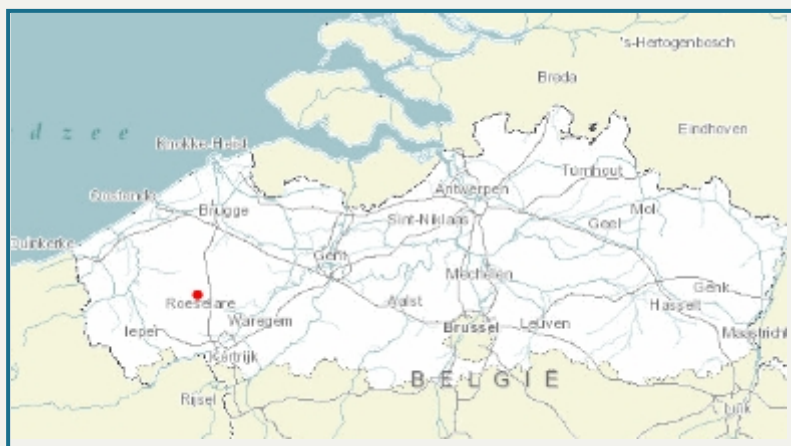 's-Hertogenbosch
Breda
d z e e
Eindhoven
Knokke-Heist
Turnhout
Antwerpen
Oostende
Brugge
Sint-Niklaas
Mol
Geel
Duinkerke
Gent
Mechelen
Genk
Roeselare
Aalst
Hasselt
Waregem
Ieper
Brussel
Leuven
Maastricht
Kortrijk
BELGIË
Rijsel
Luik